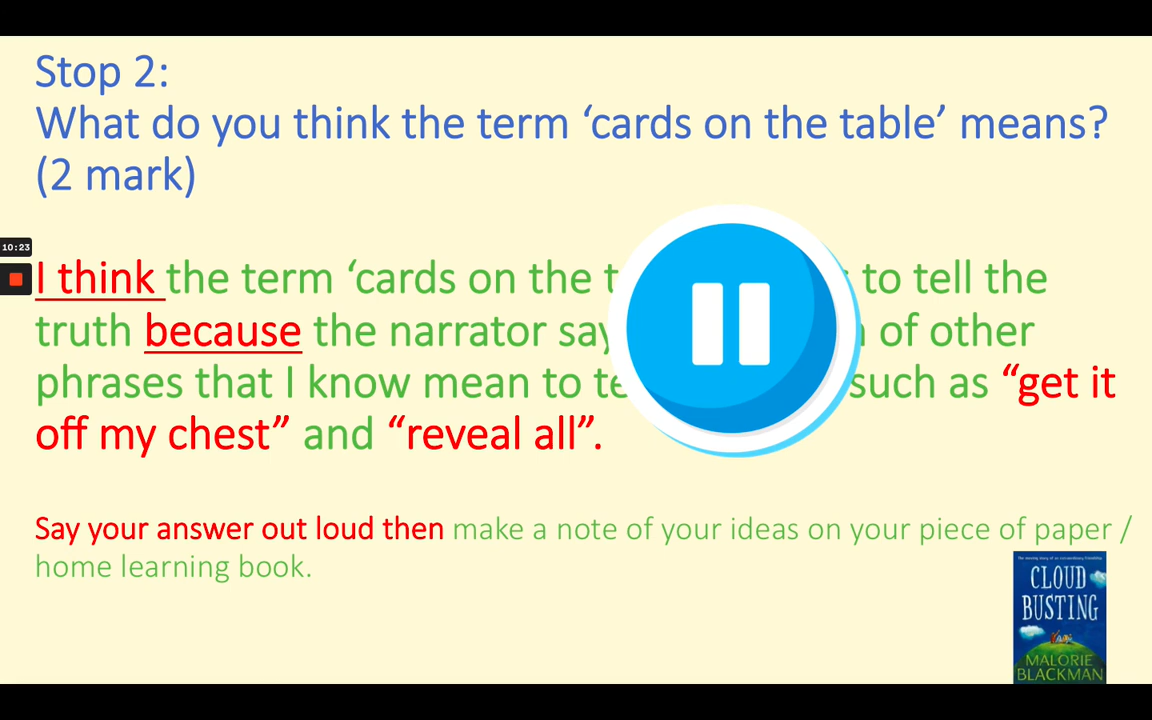 Stop 2:
What do you think the term ‘cards on the table’ means?
(2 mark)
10:23
I think the term ‘cards on the t to tell the
truth because the narrator say of other
phrases that I know mean to te such as “get it
off my chest” and “reveal all”.
Say your answer out loud then make a note of your ideas on your piece of paper /
home learning book.
CLOUD
BUSTING
MALORIE
BLACKMAN